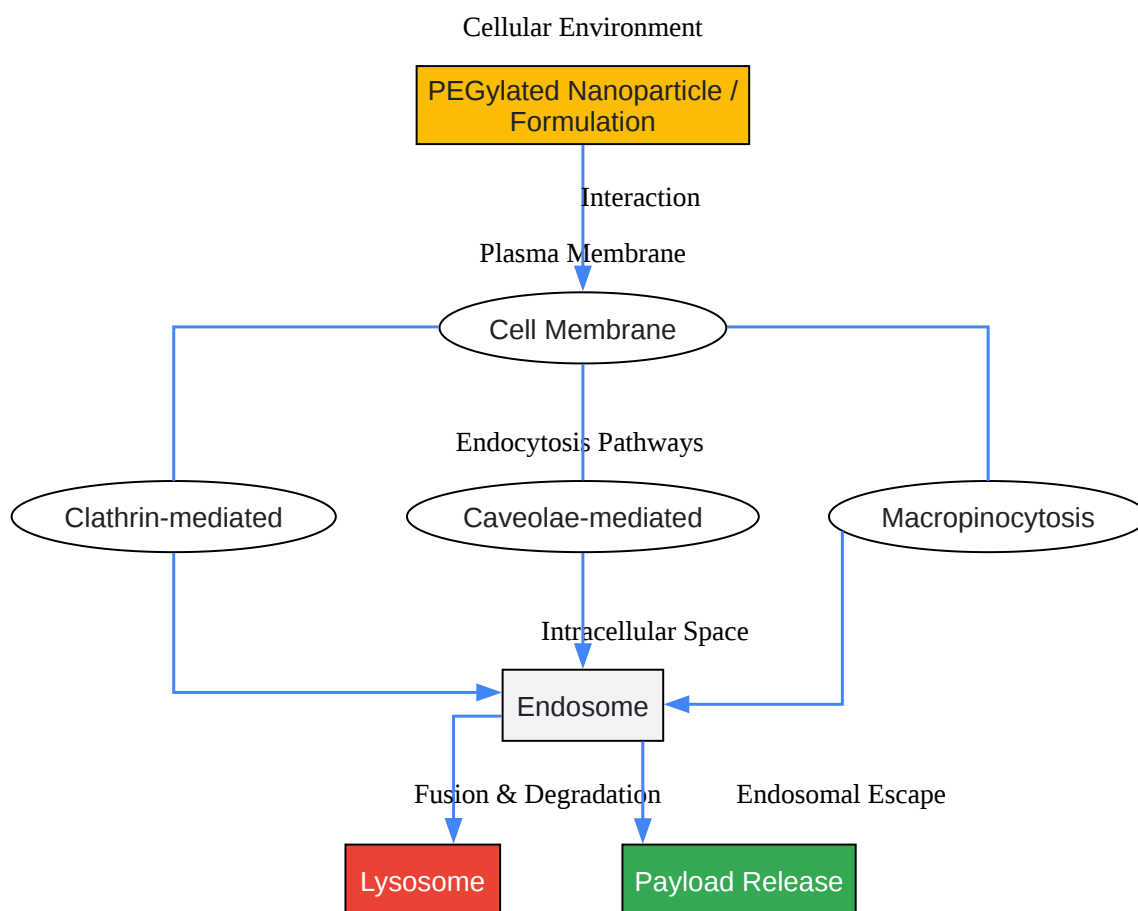 Cellular Environment
PEGylated Nanoparticle /
Formulation
Interaction
Plasma Membrane
Cell Membrane
Endocytosis Pathways
Clathrin-mediated
Caveolae-mediated
Macropinocytosis
Intracellular Space
Endosome
Fusion & Degradation
Endosomal Escape
Lysosome
Payload Release